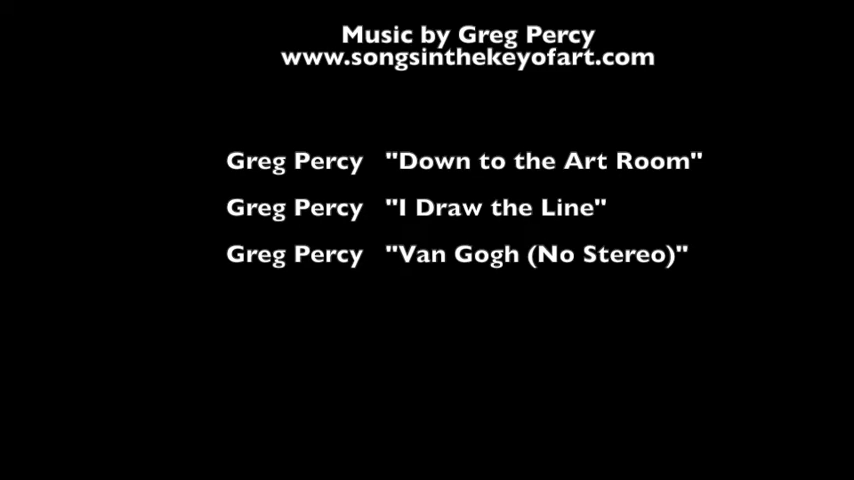 Music by Greg Percy
www.songsinthekeyofart.com
Greg Percy "Down to the Art Room"
Greg Percy "I Draw the Line"
Greg Percy "Van Gogh (No Stereo)"